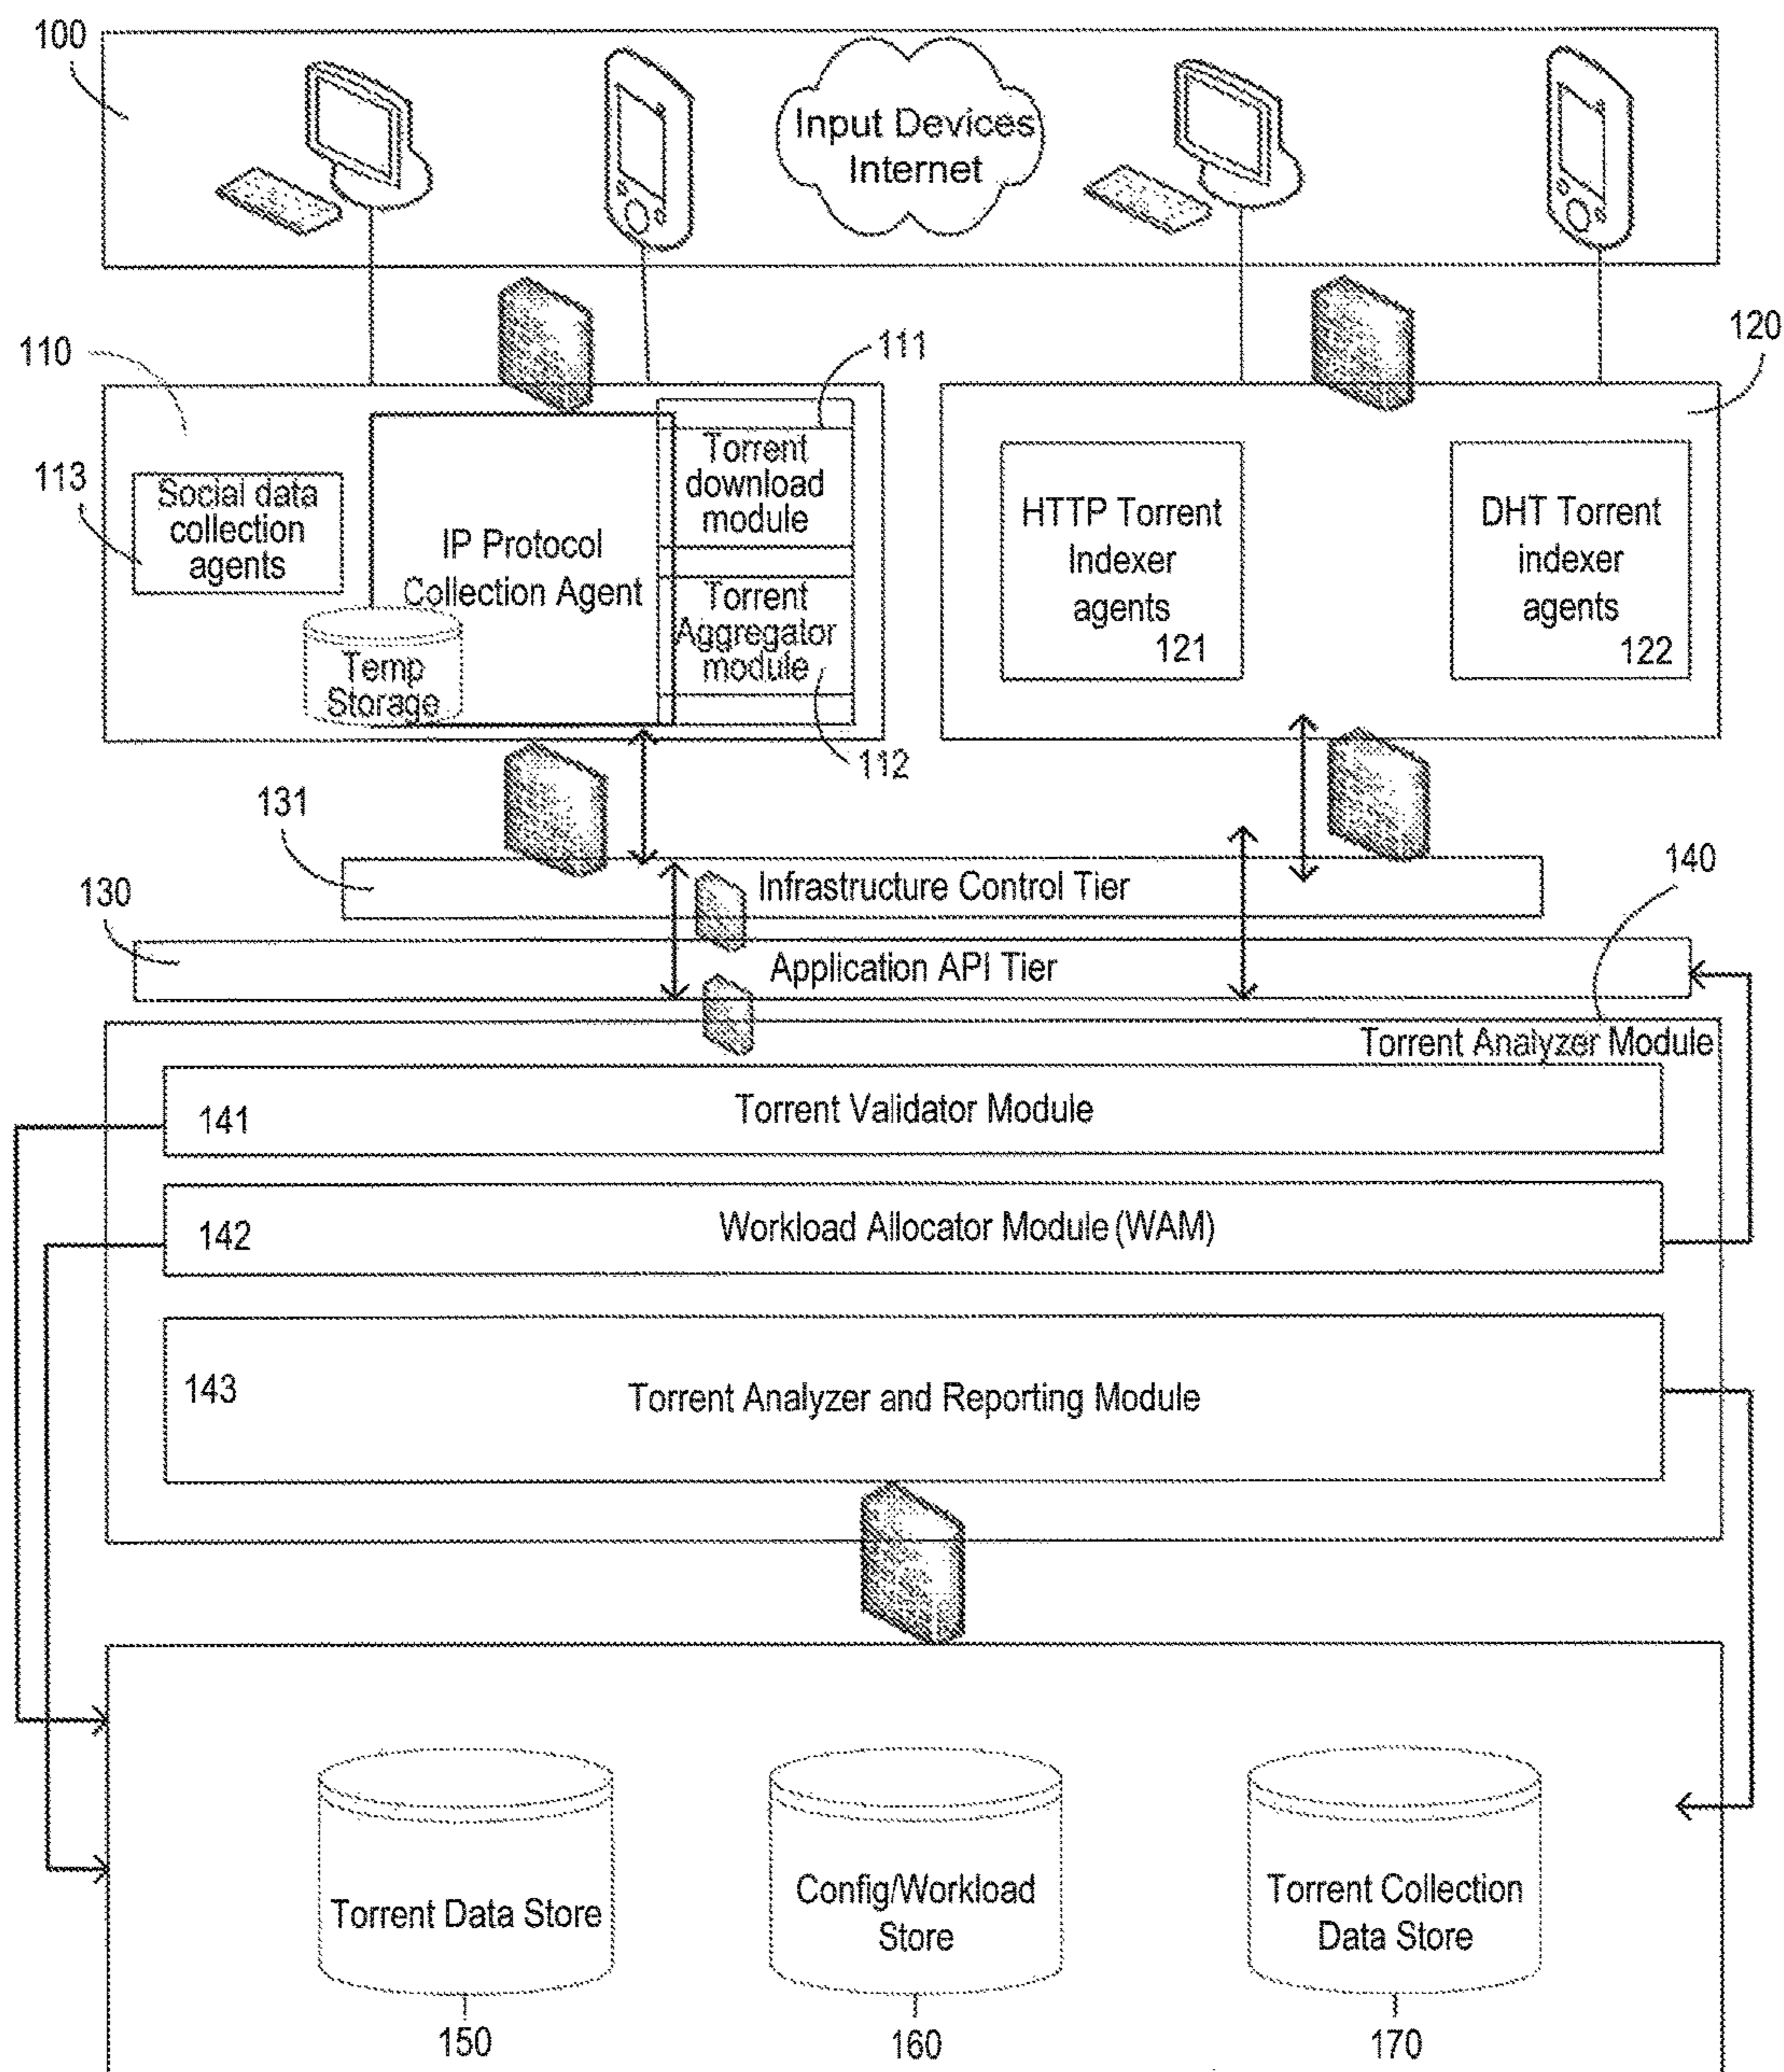 100
Input Devices
Internet
110
111
120
113
Social data
collection
agents
IP Protocol
Collection Agent
Temp
Storage
Torrent
download
module
Torrent
Aggregator
module
112
HTTP Torrent
Indexer
agents
121
DHT Torrent
indexer
agents
122
131
Infrastructure Control Tier
140
130
Application API Tier
Torrent Analyzer Module
141
Torrent Validator Module
142
Workload Allocator Module (WAM)
143
Torrent Analyzer and Reporting Module
Torrent Data Store
Config/Workload
Store
Torrent Collection
Data Store
150
160
170